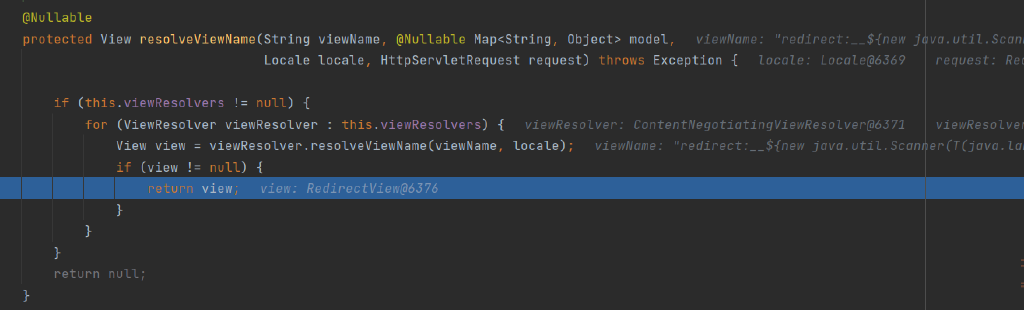 @Nullable
protected View resolveViewName(String viewName, @Nullable Map<String, Object> model,   viewName: "redirect:__${new java.util.Scann
Locale locale, HttpServletRequest request) throws Exception {   locale: Locale@6369   request: Re
if (this.viewResolvers != null) {
for (ViewResolver viewResolver : this.viewResolvers) {   viewResolver: ContentNegotiatingViewResolver@6371   viewResolver
View view = viewResolver.resolveViewName(viewName, locale);   viewName: "redirect:__${new java.util.Scanner(T(java.la
if (view != null) {
return view;   view: RedirectView@6376
}
}
}
return null;
}